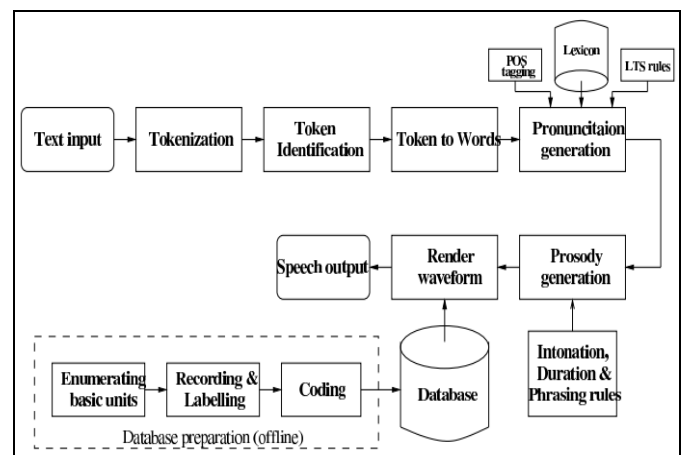 POS
tagging
Lexicon
LTS rules
Text input
Tokenization
Token
Identification
Token to Words
Pronuncitaion
generation
Speech output
Render
waveform
Prosody
generation
Enumerating
basic units
Recording &
Labelling
Coding
Database
Intonation,
Duration &
Phrasing rules
Database preparation (offline)